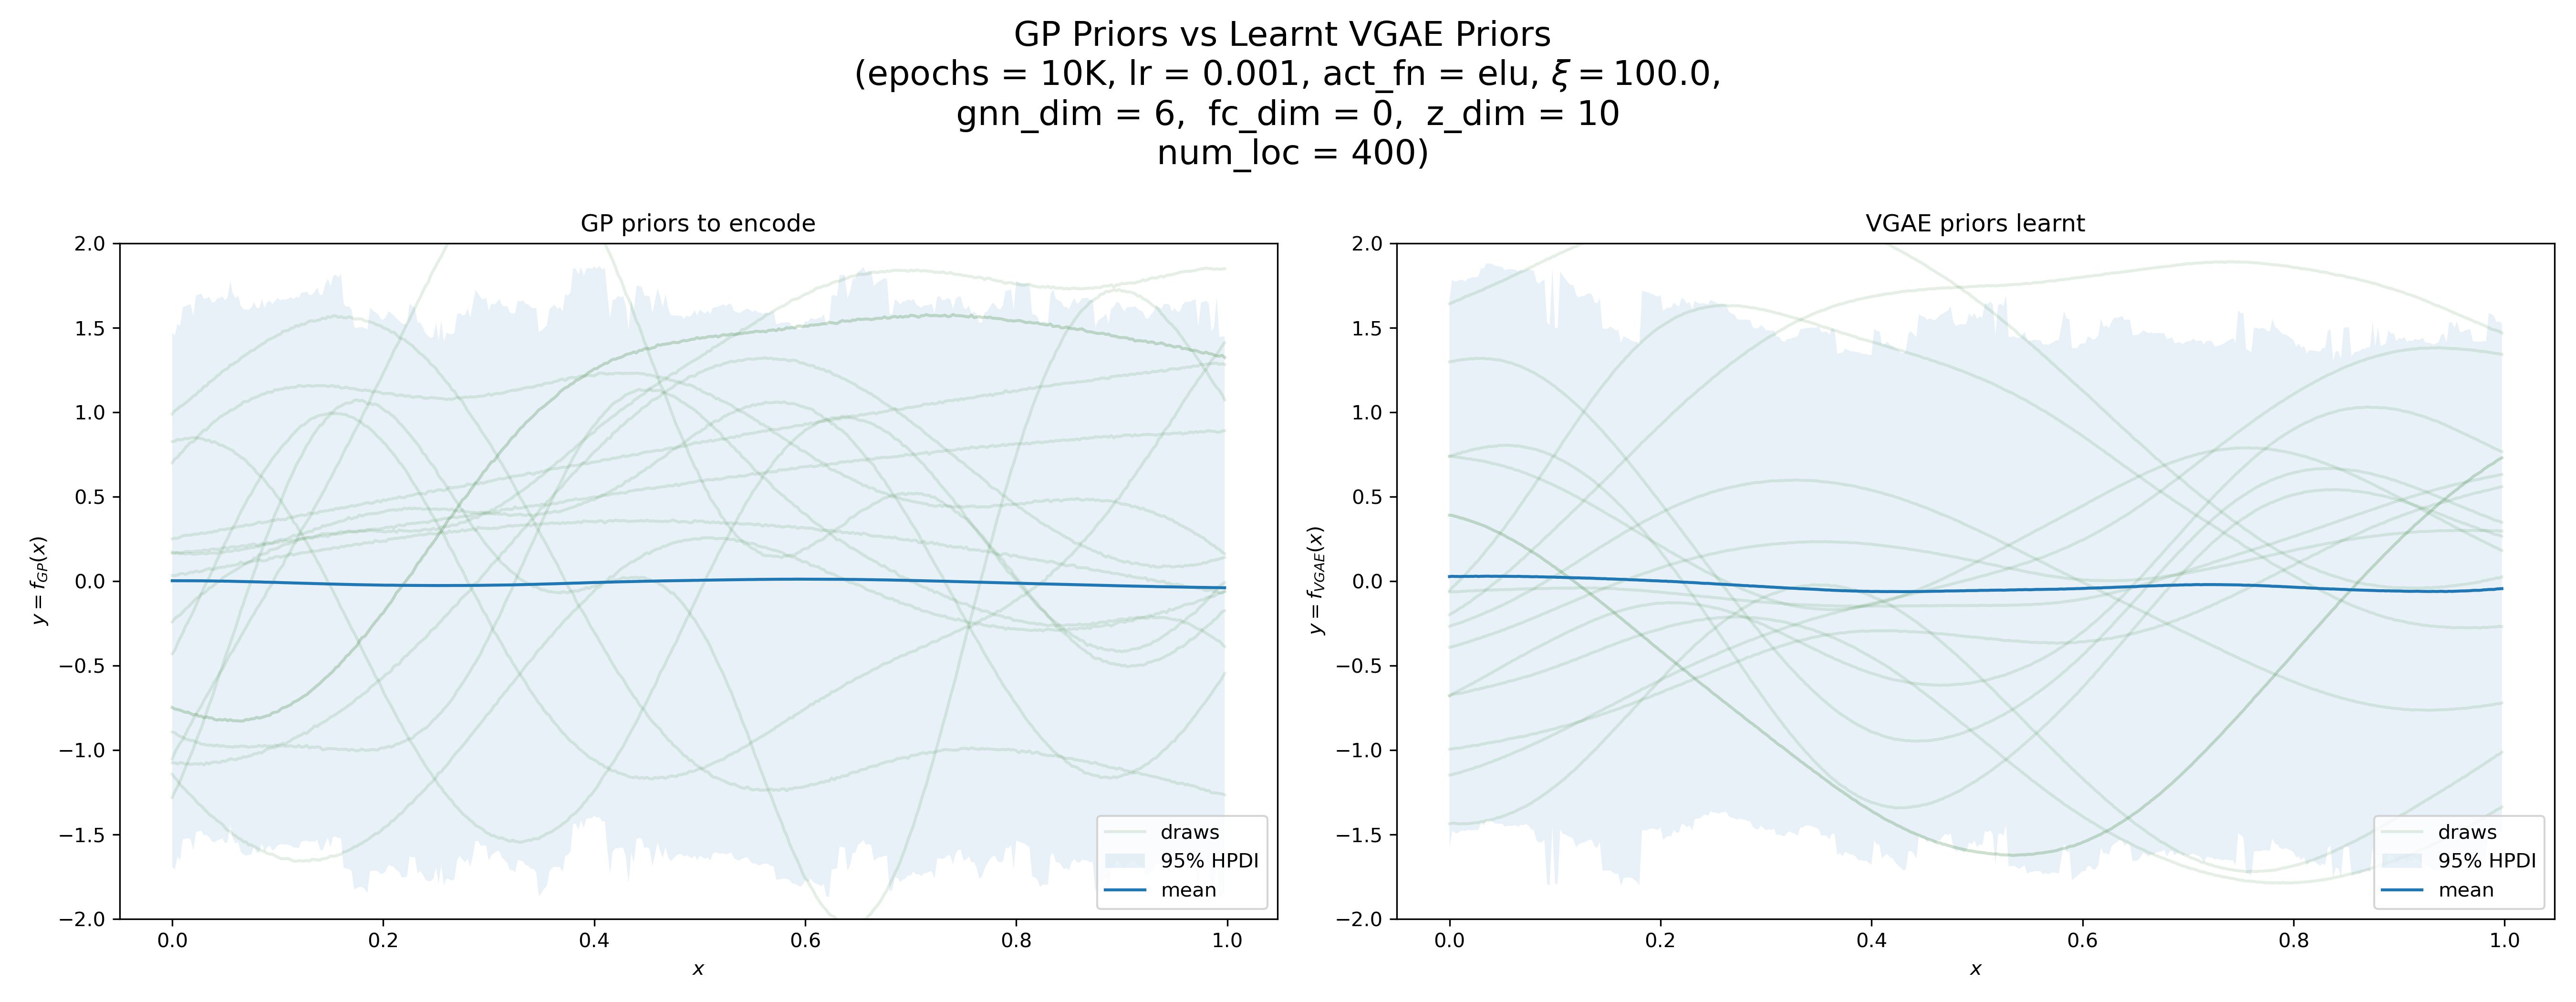 GP Priors vs Learnt VGAE Priors
(epochs = 10K, lr = 0.001, act_fn = elu, ξ = 100.0,
gnn_dim = 6,  fc_dim = 0,  z_dim = 10
num_loc = 400)
GP priors to encode
2.0
1.5
1.0
0.5
0.0
−0.5
−1.0
−1.5
−2.0
y = f_GP(x)
0.0 0.2 0.4 0.6 0.8 1.0
x
draws
95% HPDI
mean
VGAE priors learnt
2.0
1.5
1.0
0.5
0.0
−0.5
−1.0
−1.5
−2.0
y = f_VGAE(x)
0.0 0.2 0.4 0.6 0.8 1.0
x
draws
95% HPDI
mean